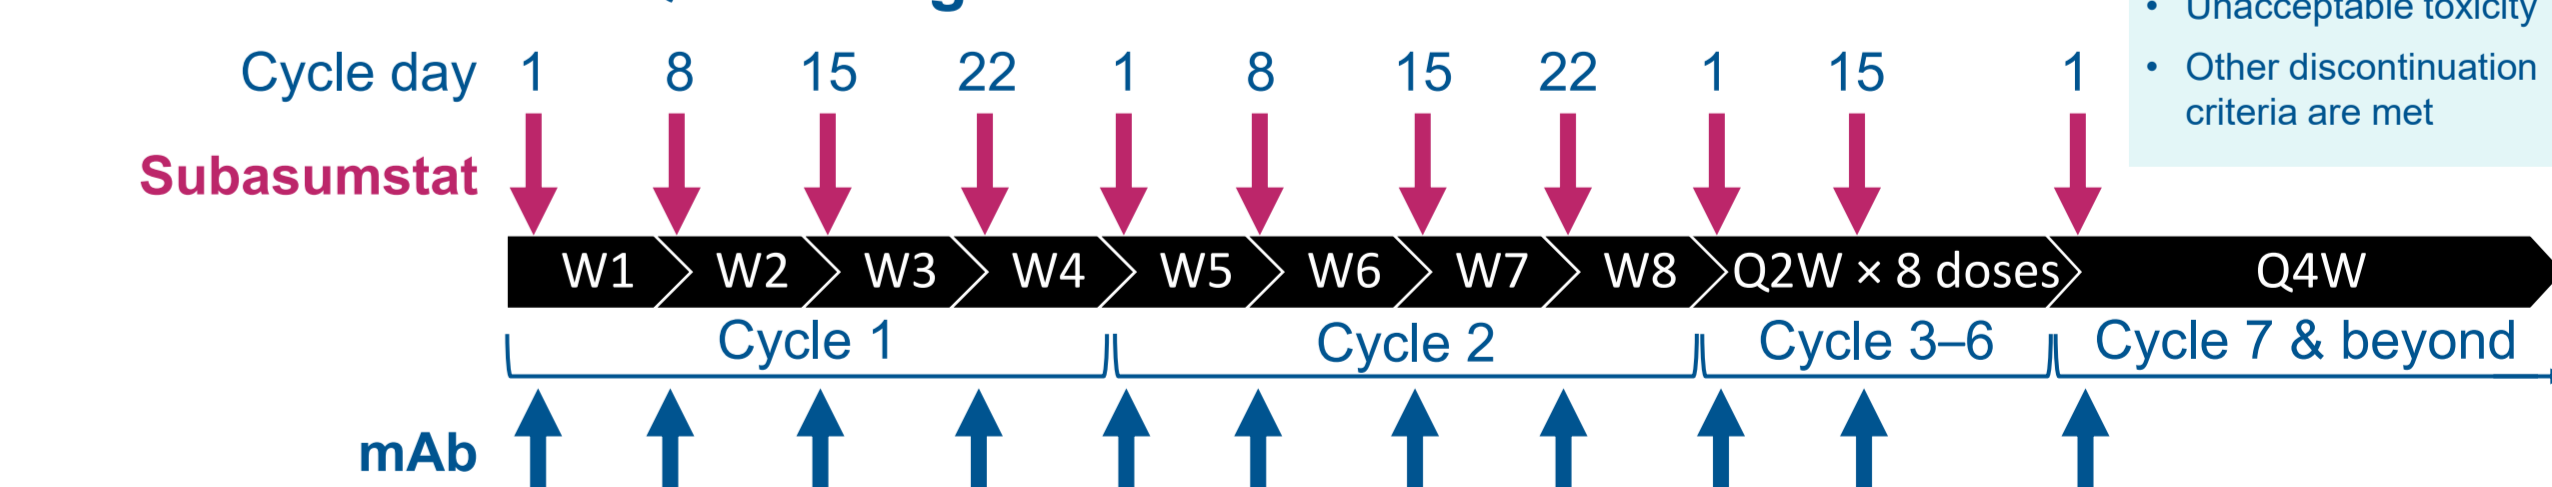 Unacceptable toxicity
• Other discontinuation
criteria are met
Cycle day 1 8 15 22 1 8 15 22 1 15 1
Subasumstat
W1 W2 W3 W4 W5 W6 W7 W8 Q2W × 8 doses Q4W
Cycle 1 Cycle 2 Cycle 3–6 Cycle 7 & beyond
mAb